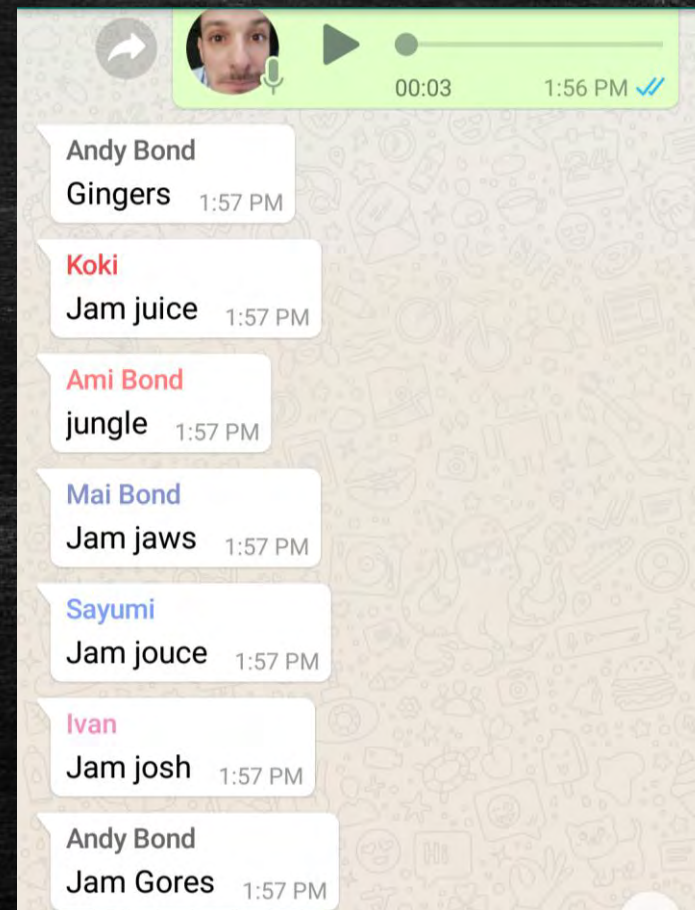 00:03 1:56 PM
Andy Bond
Gingers 1:57 PM
Koki
Jam juice 1:57 PM
Ami Bond
jungle 1:57 PM
Mai Bond
Jam jaws 1:57 PM
Sayumi
Jam jouce 1:57 PM
Ivan
Jam josh 1:57 PM
Andy Bond
Jam Gores 1:57 PM